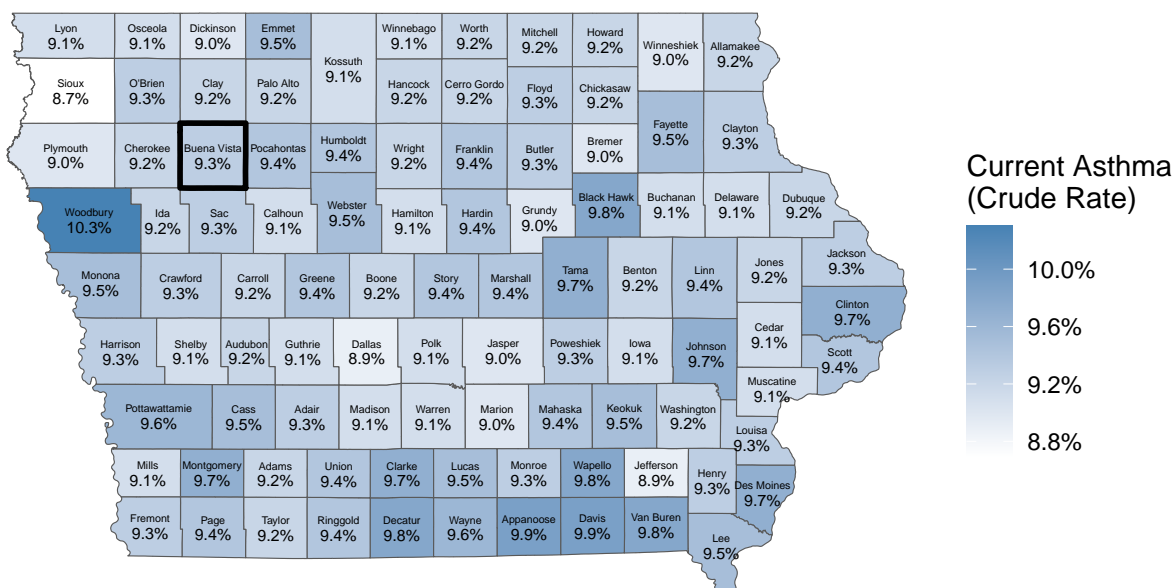 Lyon
9.1%
Osceola
9.1%
Dickinson
9.0%
Emmet
9.5%
Kossuth
9.1%
Winnebago
9.1%
Worth
9.2%
Mitchell
9.2%
Howard
9.2%
Winneshiek
9.0%
Allamakee
9.2%
Sioux
8.7%
O'Brien
9.3%
Clay
9.2%
Palo Alto
9.2%
Hancock
9.2%
Cerro Gordo
9.2%
Floyd
9.3%
Chickasaw
9.2%
Fayette
9.5%
Clayton
9.3%
Plymouth
9.0%
Cherokee
9.2%
Buena Vista
9.3%
Pocahontas
9.4%
Humboldt
9.4%
Wright
9.2%
Franklin
9.4%
Butler
9.3%
Bremer
9.0%
Woodbury
10.3%
Ida
9.2%
Sac
9.3%
Calhoun
9.1%
Webster
9.5%
Hamilton
9.1%
Hardin
9.4%
Grundy
9.0%
Black Hawk
9.8%
Buchanan
9.1%
Delaware
9.1%
Dubuque
9.2%
Monona
9.5%
Crawford
9.3%
Carroll
9.2%
Greene
9.4%
Boone
9.2%
Story
9.4%
Marshall
9.4%
Tama
9.7%
Benton
9.2%
Linn
9.4%
Jones
9.2%
Jackson
9.3%
Clinton
9.7%
Harrison
9.3%
Shelby
9.1%
Audubon
9.2%
Guthrie
9.1%
Dallas
8.9%
Polk
9.1%
Jasper
9.0%
Poweshiek
9.3%
Iowa
9.1%
Johnson
9.7%
Cedar
9.1%
Scott
9.4%
Muscatine
9.1%
Pottawattamie
9.6%
Cass
9.5%
Adair
9.3%
Madison
9.1%
Warren
9.1%
Marion
9.0%
Mahaska
9.4%
Keokuk
9.5%
Washington
9.2%
Louisa
9.3%
Mills
9.1%
Montgomery
9.7%
Adams
9.2%
Union
9.4%
Clarke
9.7%
Lucas
9.5%
Monroe
9.3%
Wapello
9.8%
Jefferson
8.9%
Henry
9.3%
Des Moines
9.7%
Fremont
9.3%
Page
9.4%
Taylor
9.2%
Ringgold
9.4%
Decatur
9.8%
Wayne
9.6%
Appanoose
9.9%
Davis
9.9%
Van Buren
9.8%
Lee
9.5%
Current Asthma
(Crude Rate)
10.0%
9.6%
9.2%
8.8%